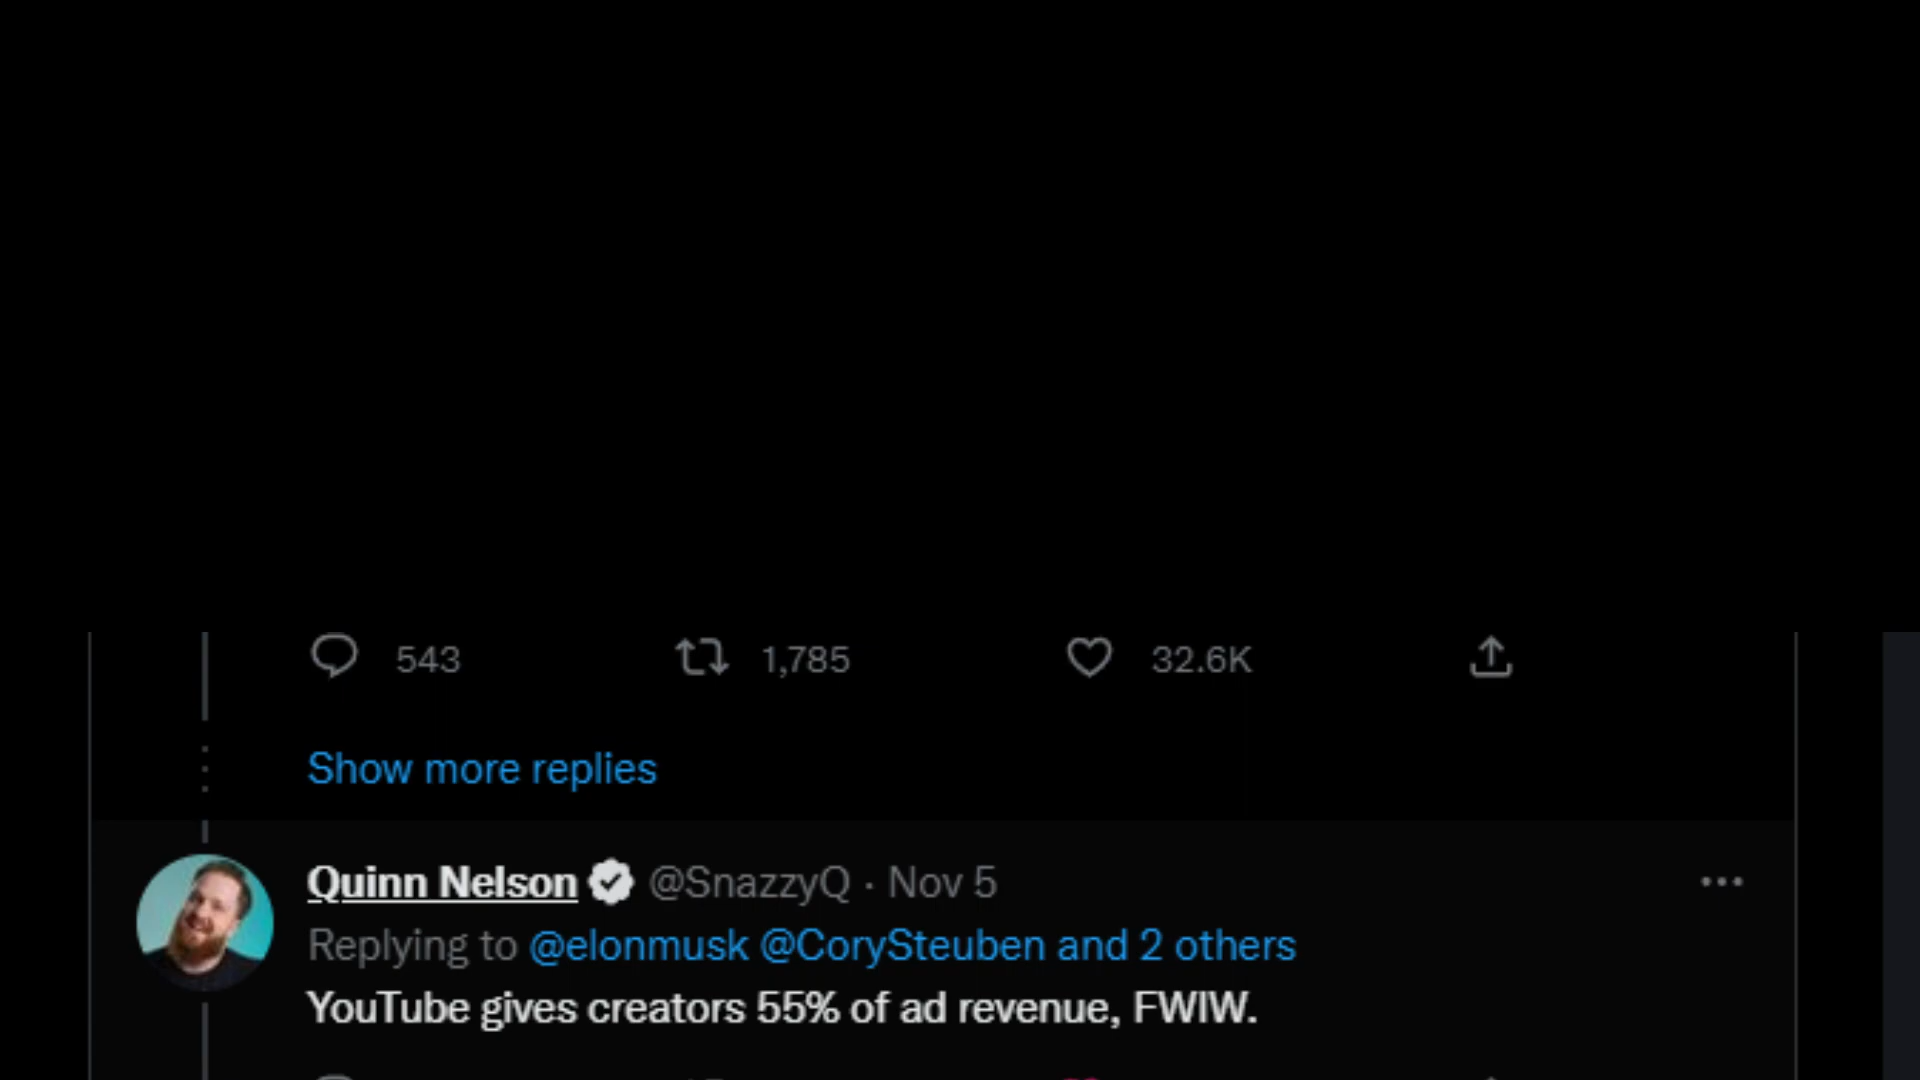 543 1,785 32.6K
Show more replies
Quinn Nelson @SnazzyQ · Nov 5
Replying to @elonmusk @CorySteuben and 2 others
YouTube gives creators 55% of ad revenue, FWIW.